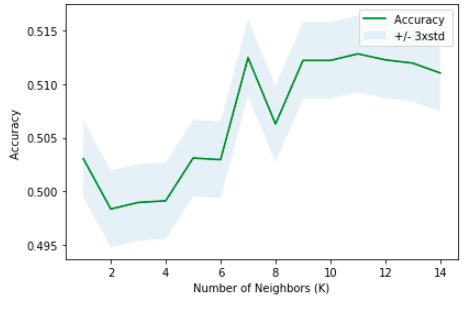 Accuracy
+/- 3xstd
0.515
0.510
0.505
0.500
0.495
Accuracy
2 4 6 8 10 12 14
Number of Neighbors (K)